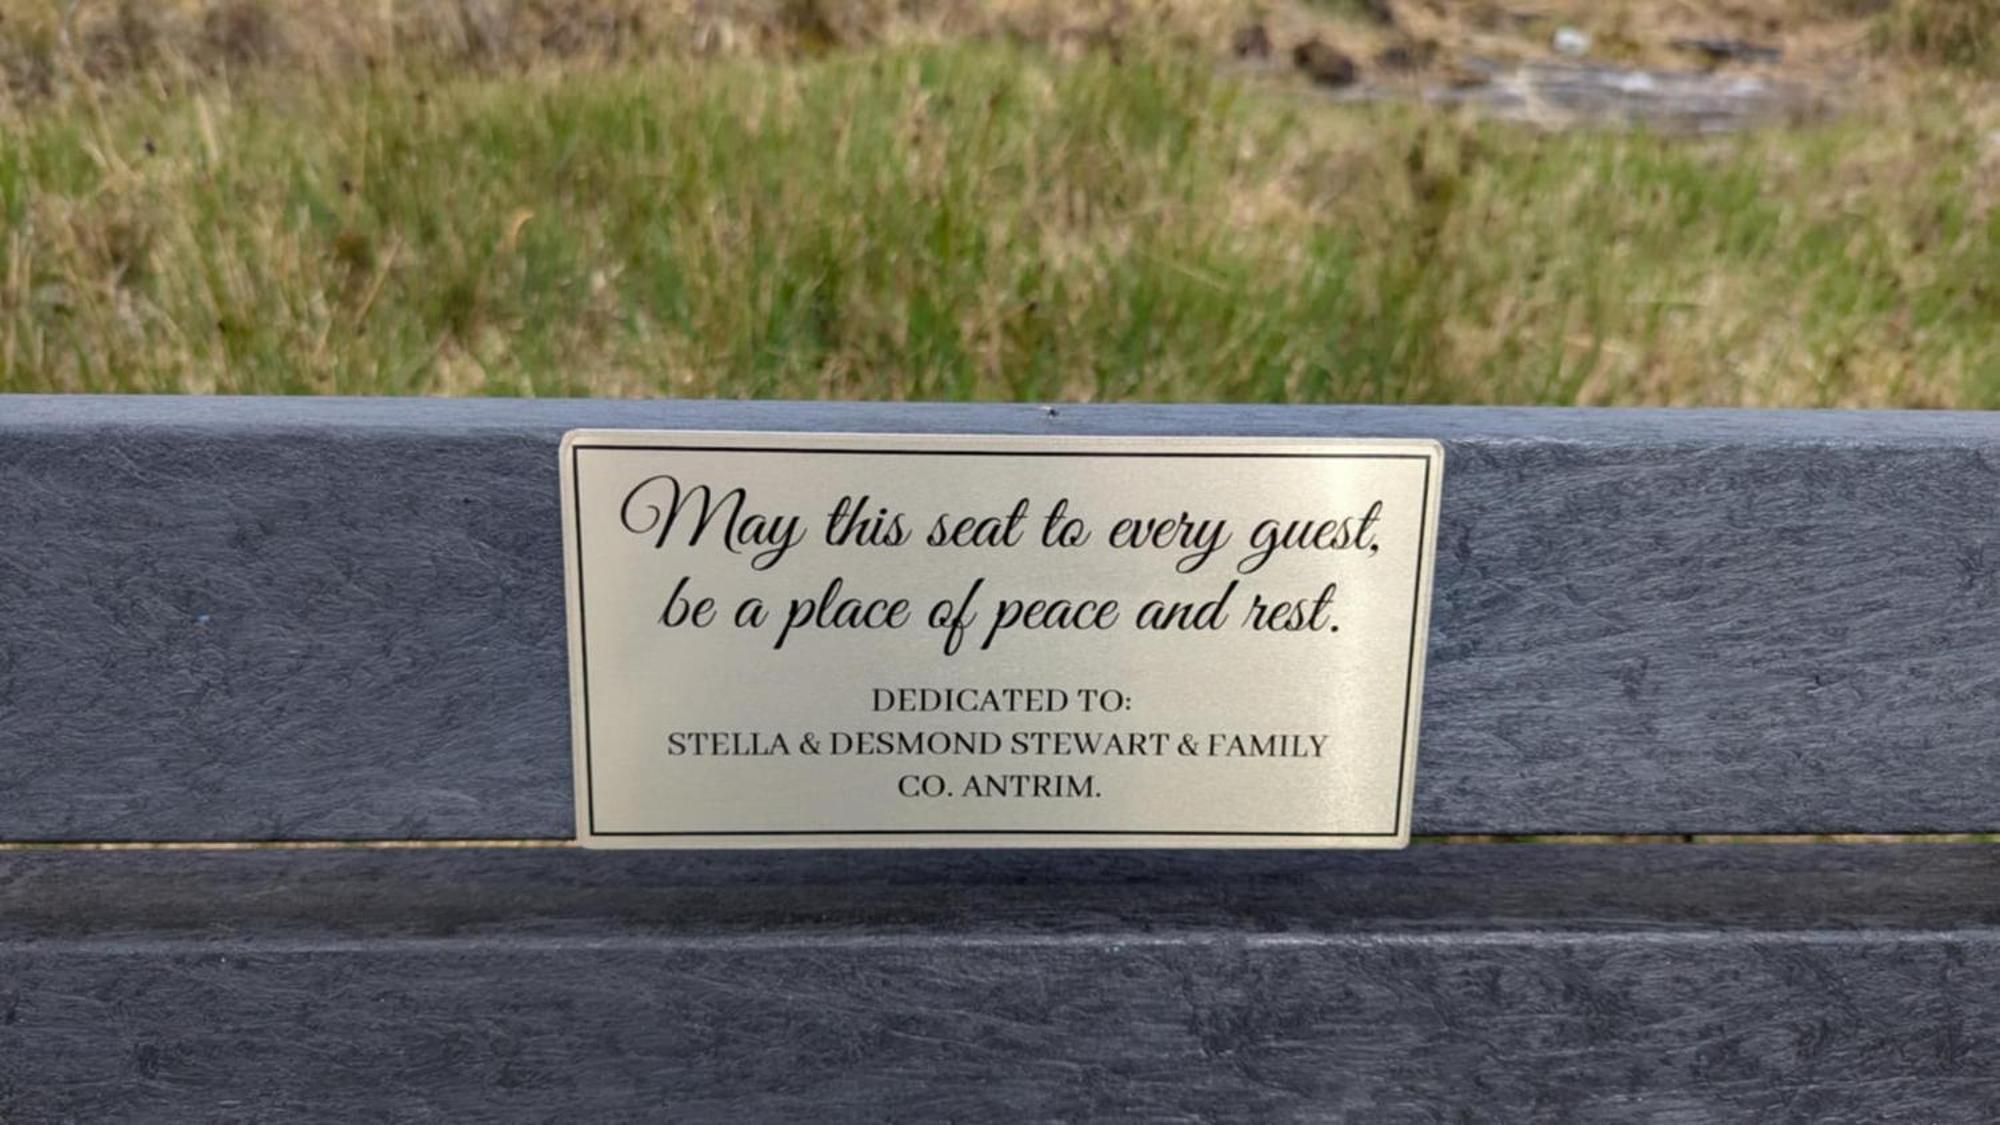 May this seat to every guest,
be a place of peace and rest.
DEDICATED TO:
STELLA & DESMOND STEWART & FAMILY
CO. ANTRIM.